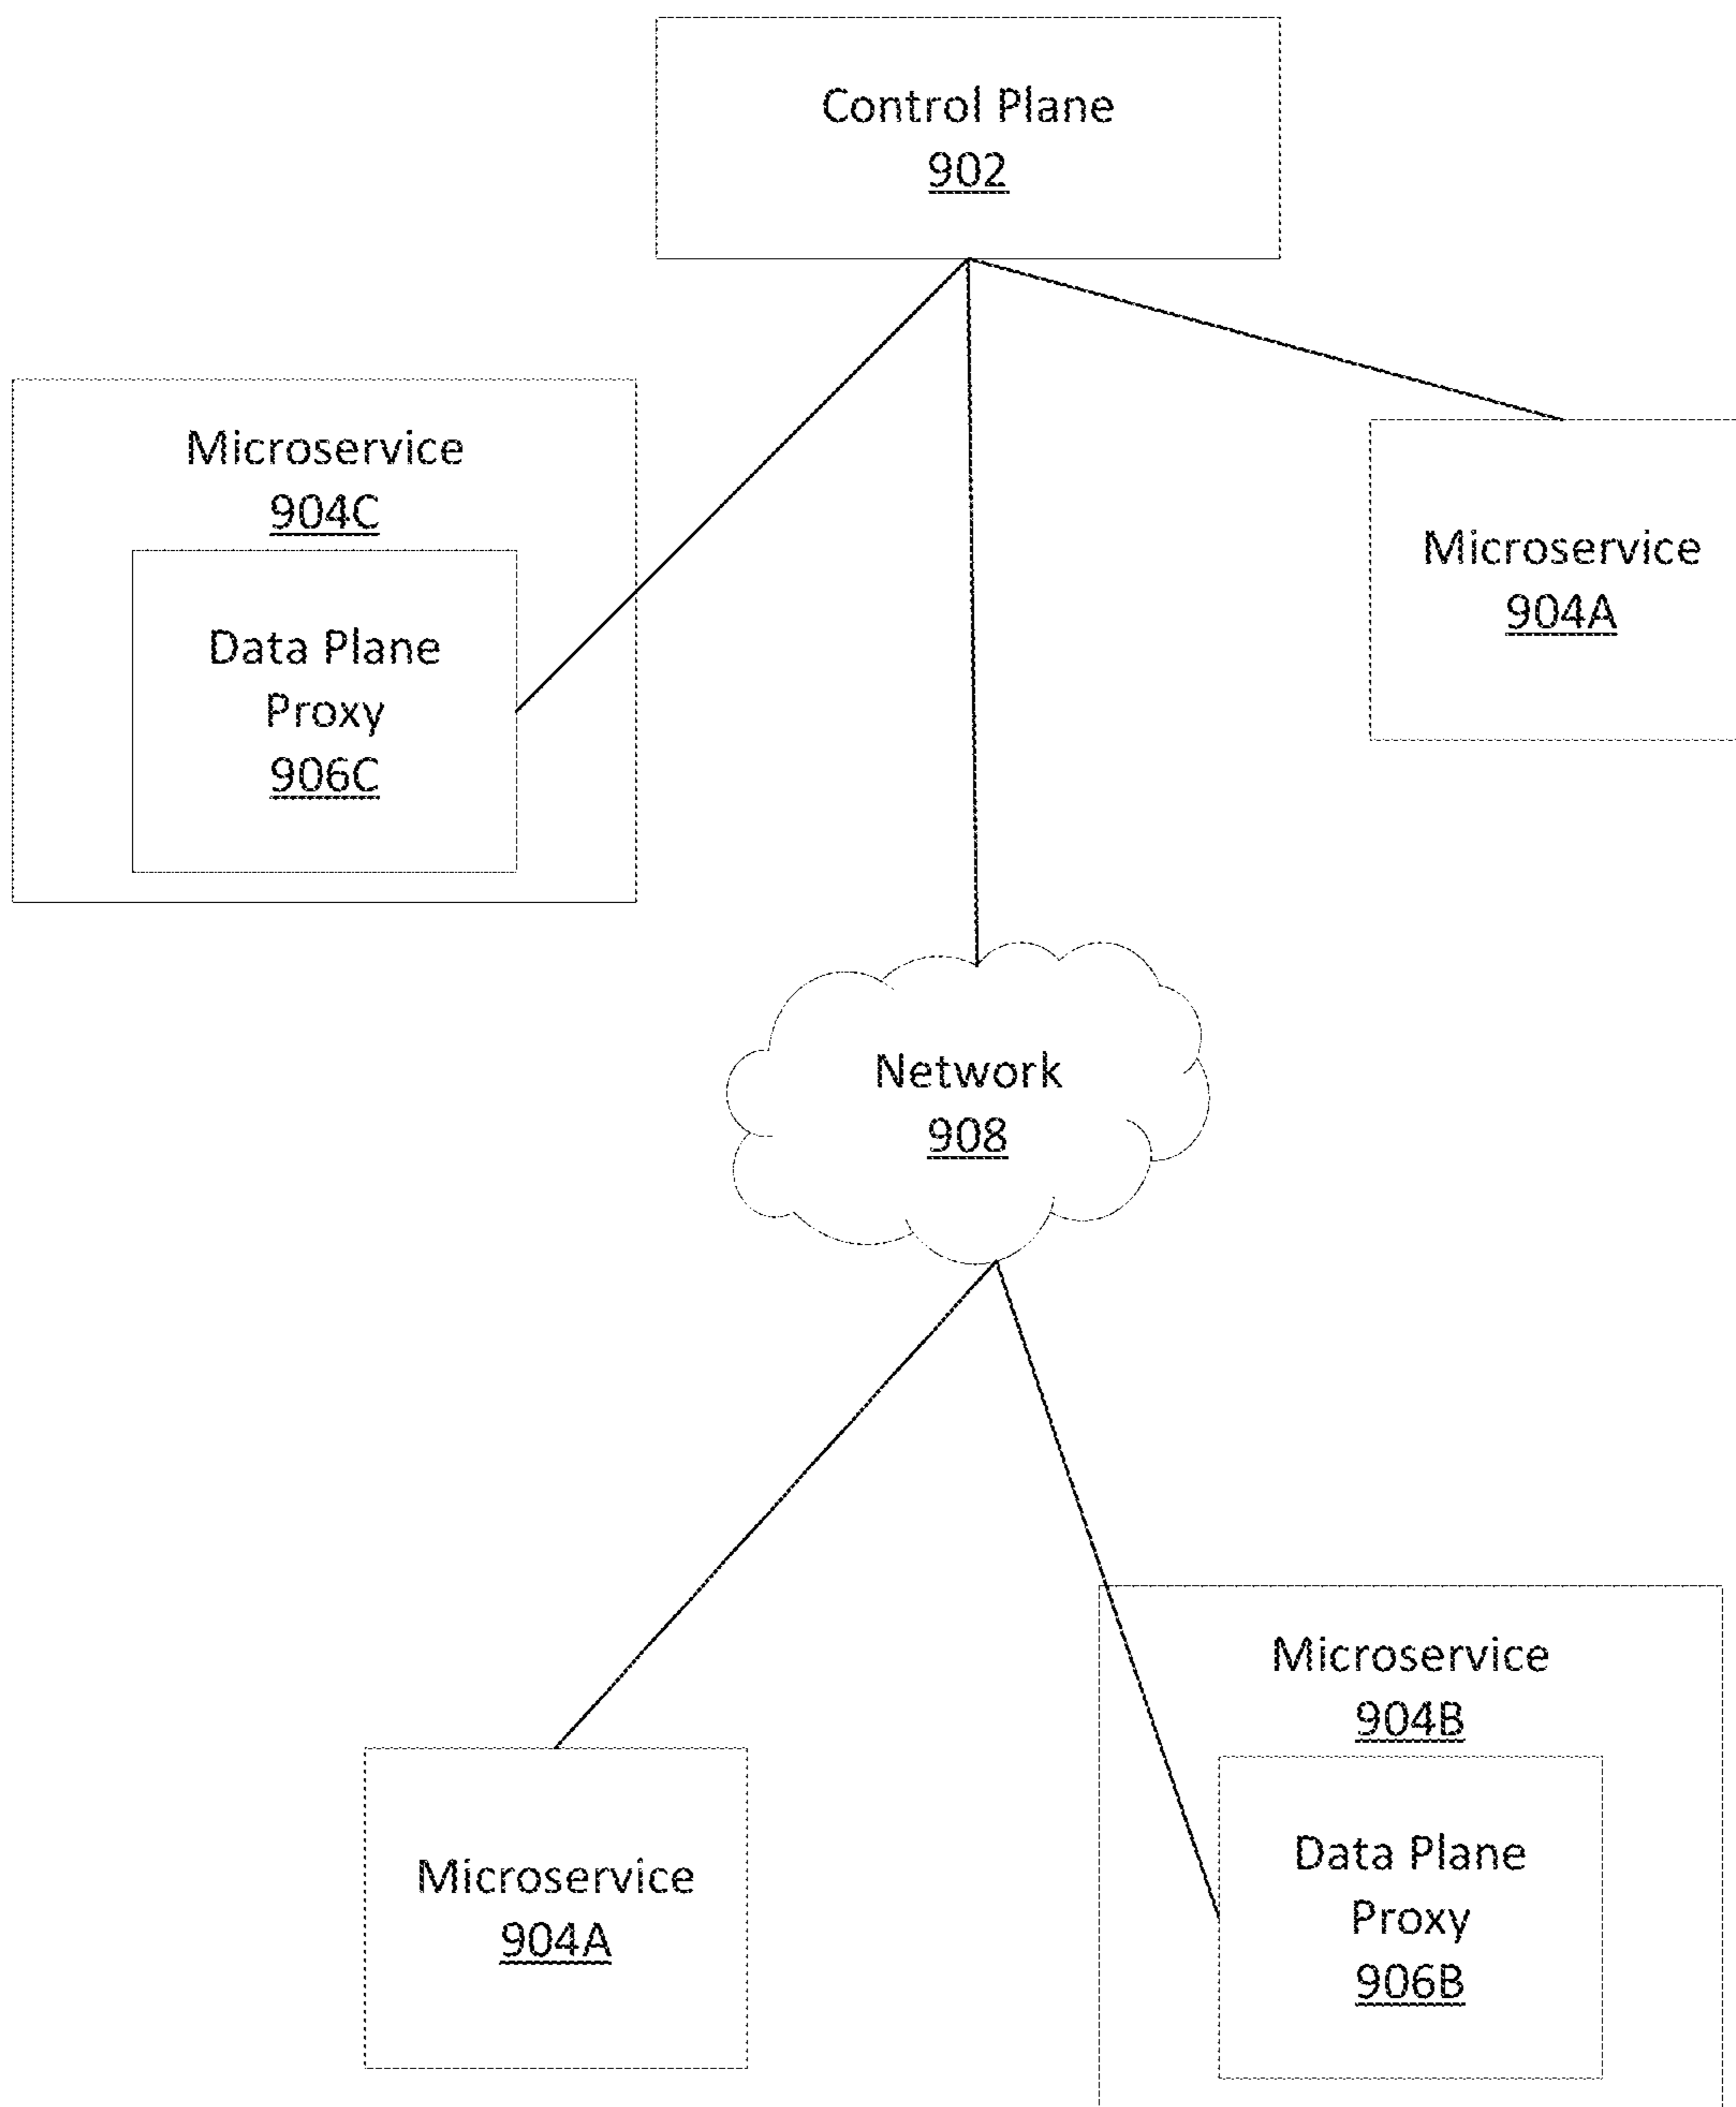 Control Plane
902
Microservice
904C
Data Plane
Proxy
906C
Microservice
904A
Network
908
Microservice
904A
Microservice
904B
Data Plane
Proxy
906B